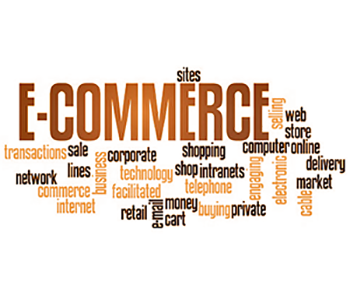 sites
E-COMMERCE
selling
web
store
transactions
sale
corporate
shopping
computer
online
network
lines
business
technology
shop
intranets
engaging
electronic
delivery
market
commerce
facilitated
telephone
internet
retail
e-mail
money
cart
buying
private
cable